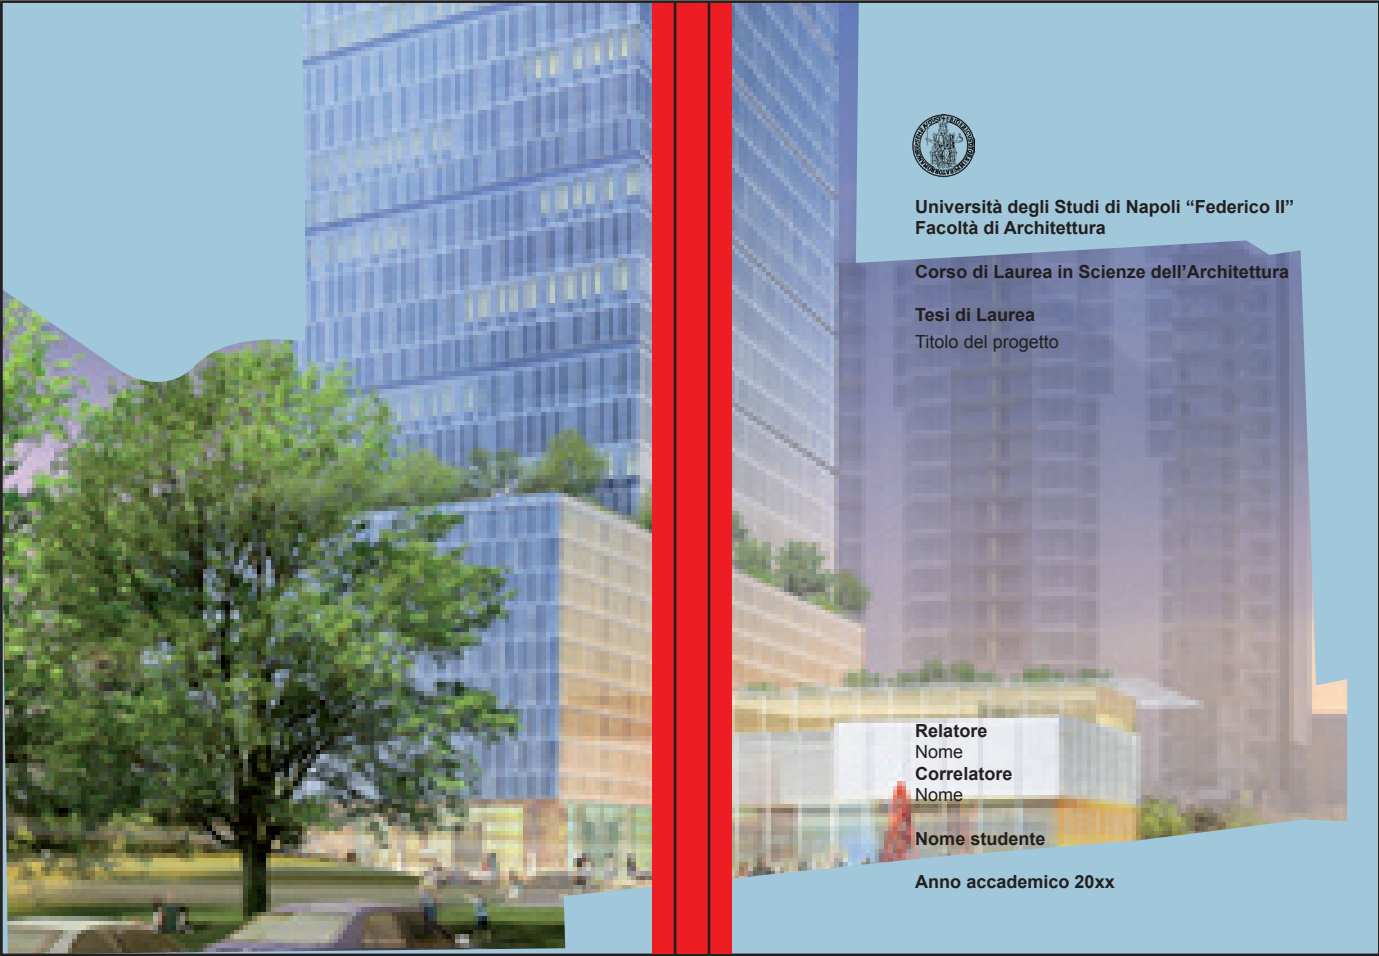 Università degli Studi di Napoli “Federico II”
Facoltà di Architettura
Corso di Laurea in Scienze dell’Architettura
Tesi di Laurea
Titolo del progetto
Relatore
Nome
Correlatore
Nome
Nome studente
Anno accademico 20xx